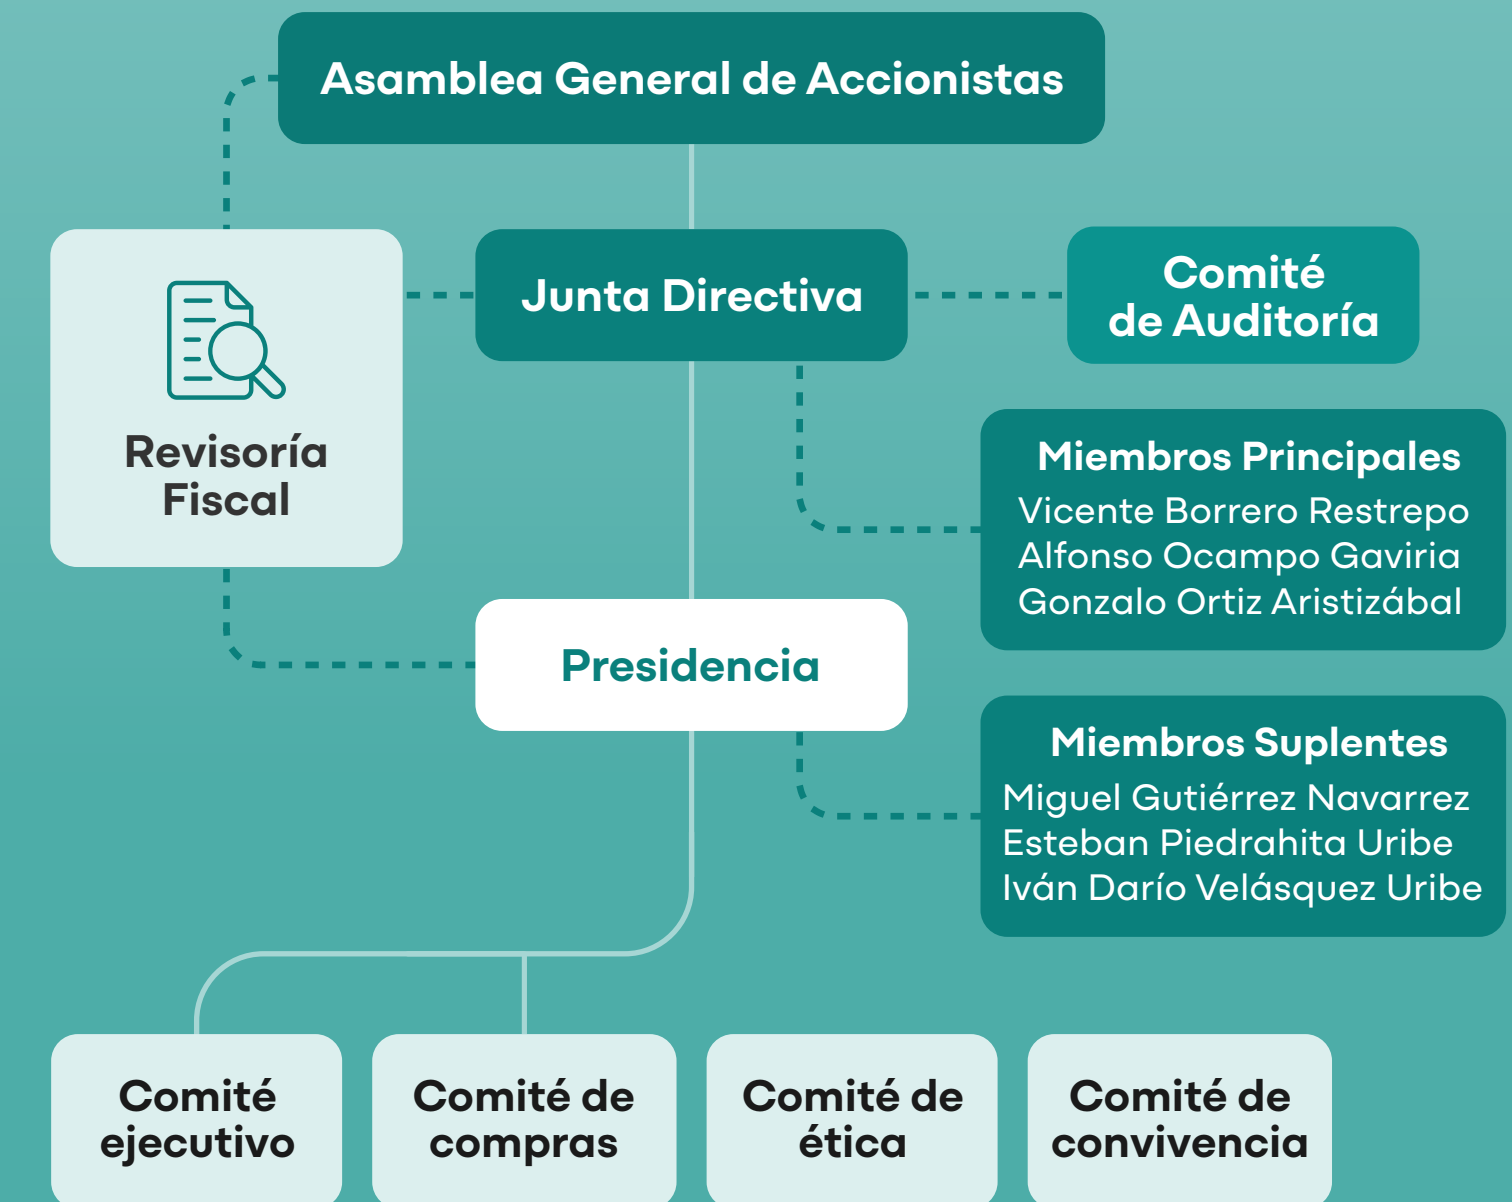 Asamblea General de Accionistas
Junta Directiva
Comité
de Auditoría
Revisoría
Fiscal
Miembros Principales
Vicente Borrero Restrepo
Alfonso Ocampo Gaviria
Gonzalo Ortiz Aristizábal
Presidencia
Miembros Suplentes
Miguel Gutiérrez Navarrez
Esteban Piedrahita Uribe
Iván Darío Velásquez Uribe
Comité
ejecutivo
Comité de
compras
Comité de
ética
Comité de
convivencia